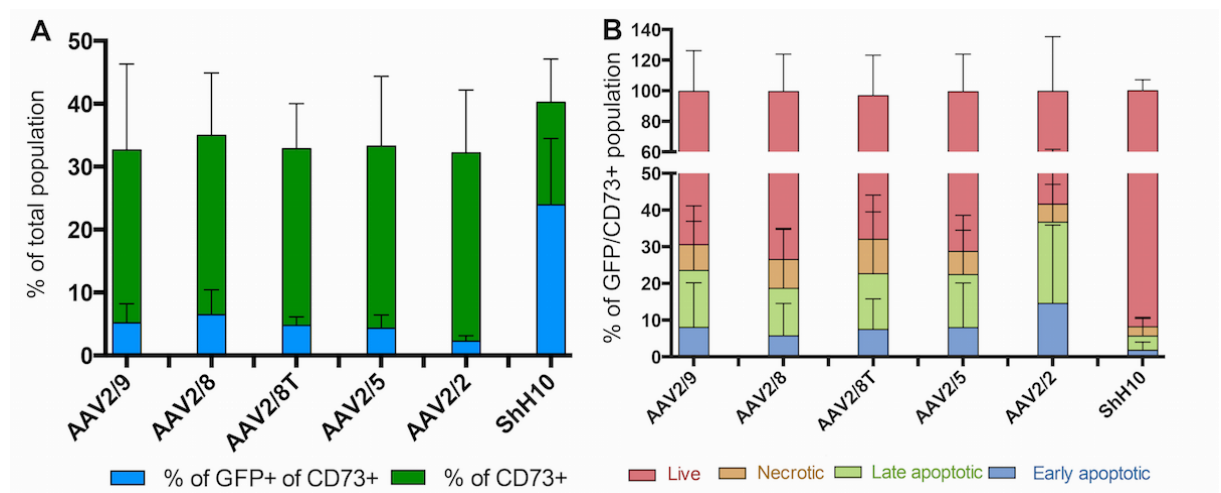 A
% of total population
50
40
30
20
10
0
AAV2/9
AAV2/8
AAV2/8T
AAV2/5
AAV2/2
ShH10
% of GFP+ of CD73+
% of CD73+
B
% of GFP/CD73+ population
140
120
100
80
60
50
40
30
20
10
0
AAV2/9
AAV2/8
AAV2/8T
AAV2/5
AAV2/2
ShH10
Live
Necrotic
Late apoptotic
Early apoptotic